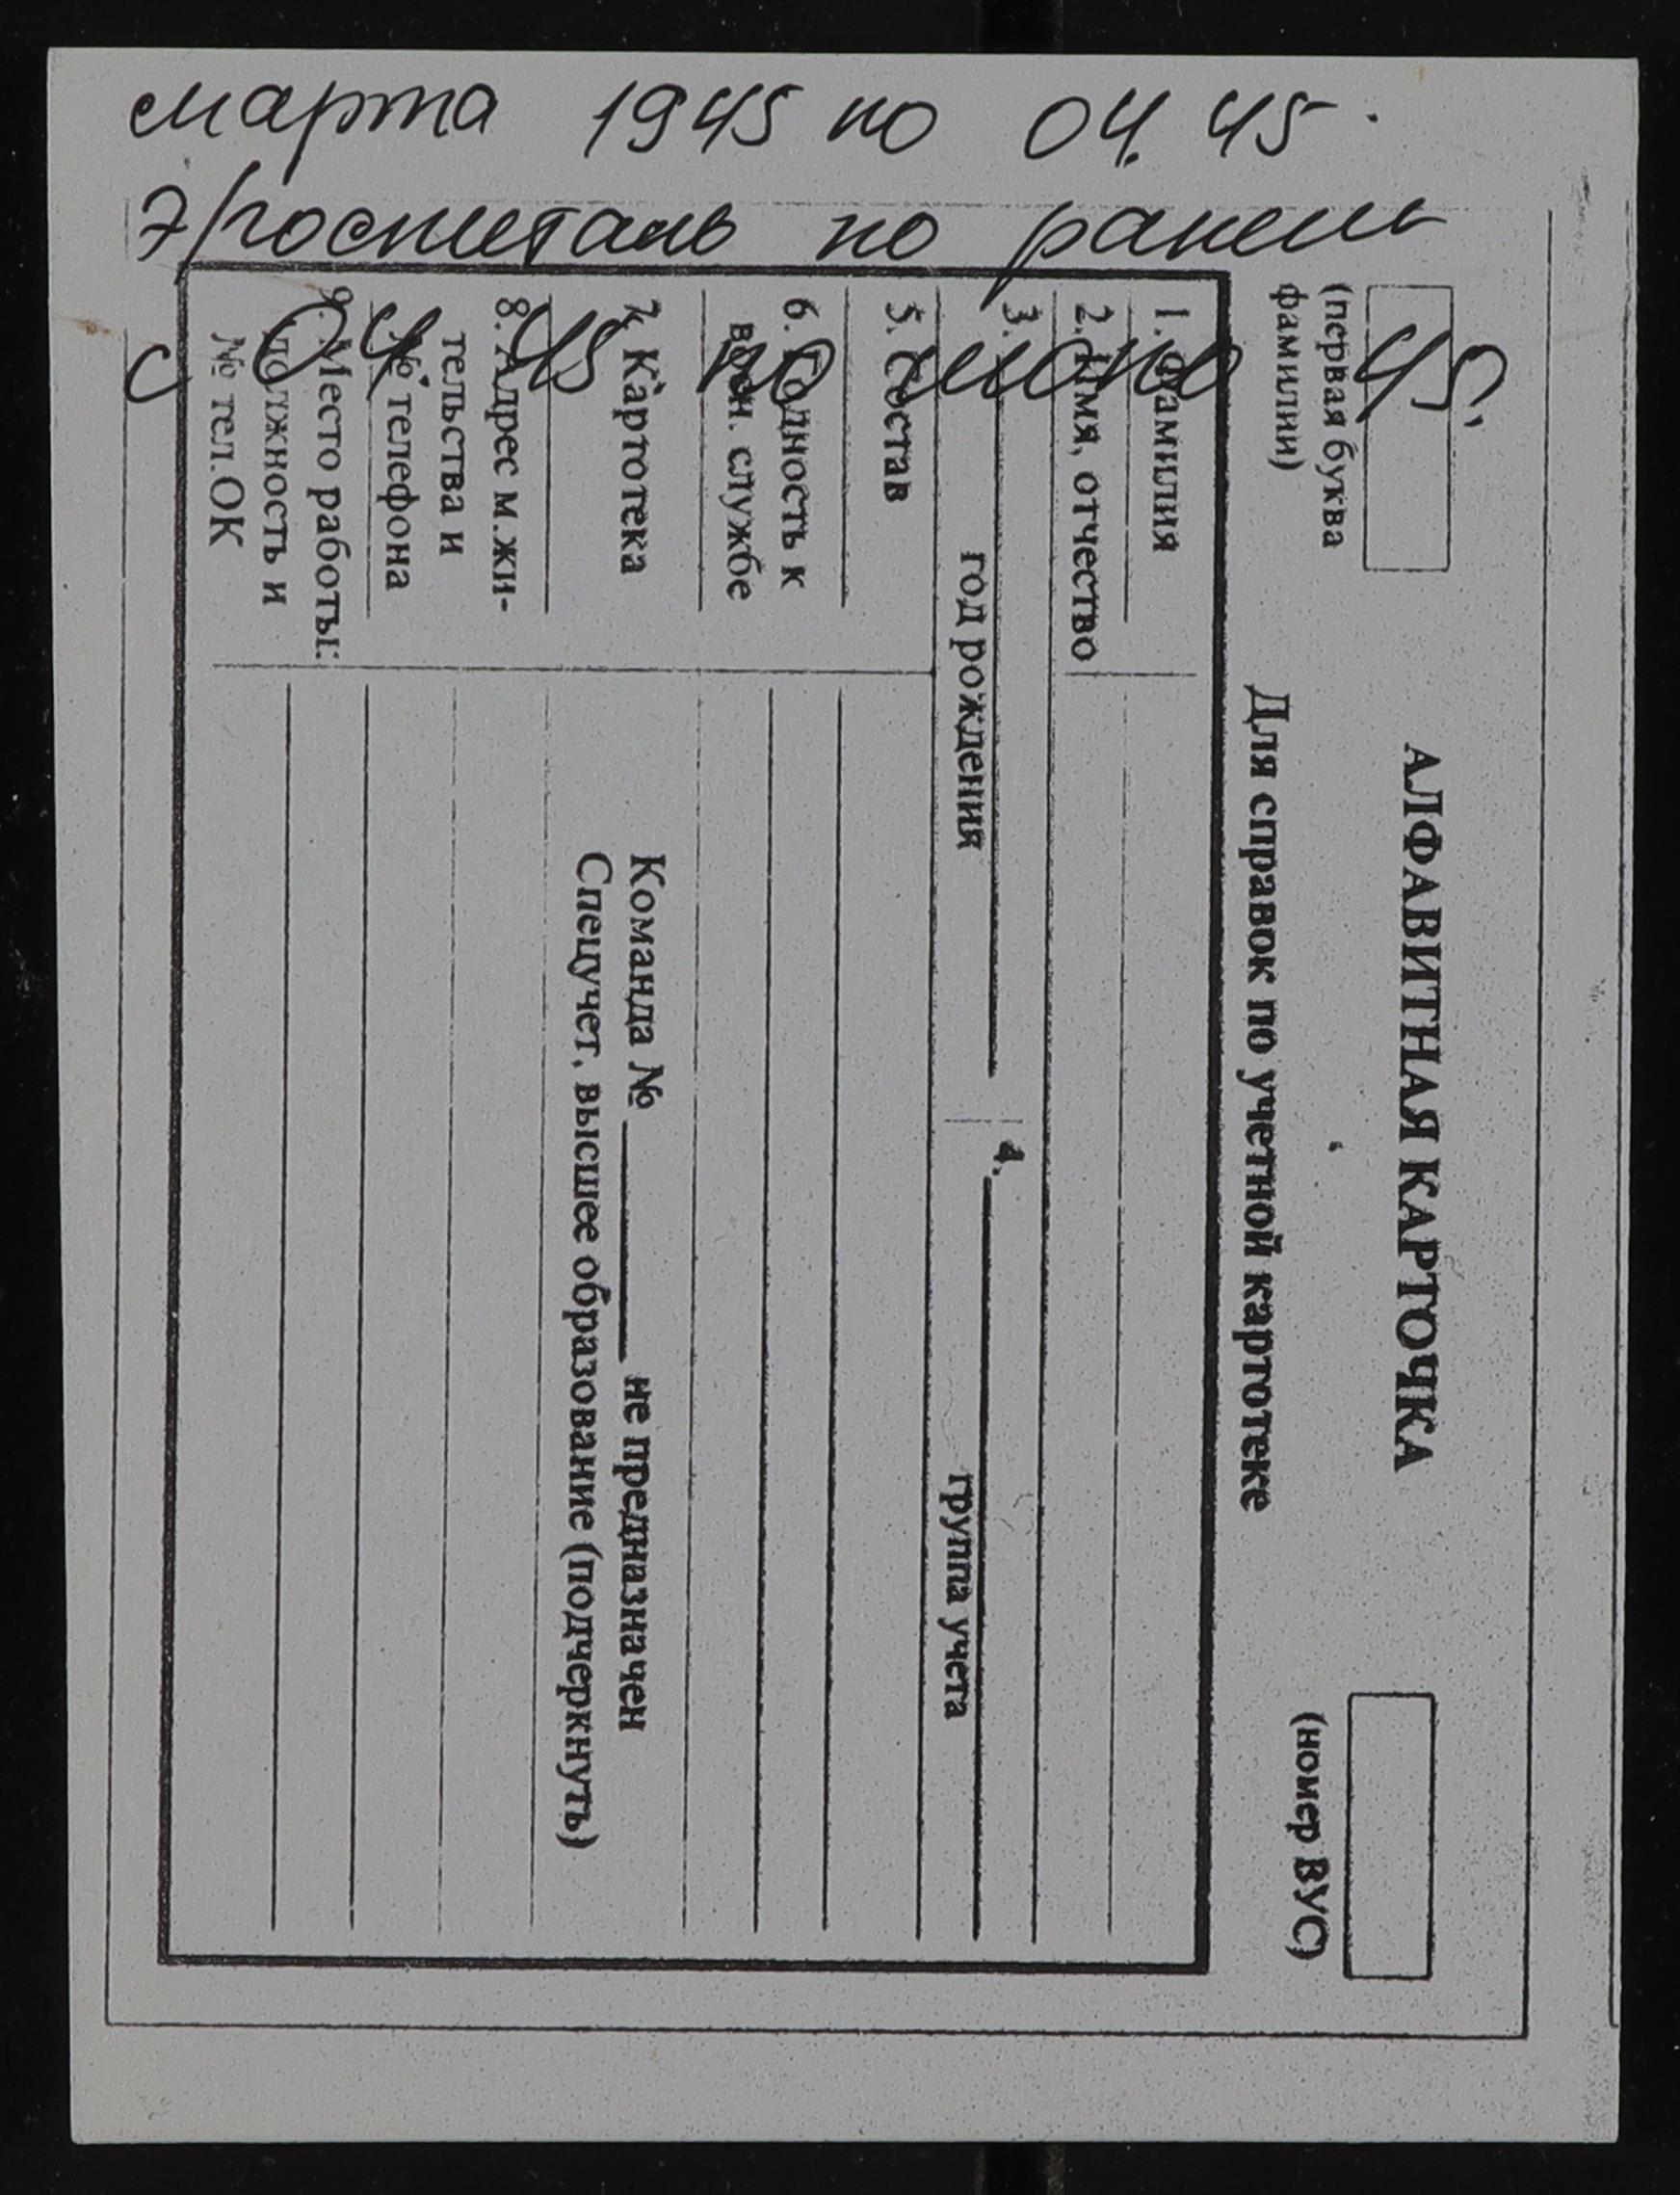 марта 1945 по 04.45.
э/госпиталь по ранен
с 04.45 по июнь 45,
АЛФАВИТНАЯ КАРТОЧКА
(первая буква
фамилии)
(номер ВУС)
Для справок по учетной картотеке
1. Фамилия
2. Имя, отчество
3.
год рождения
4.
группа учета
5. Состав
6. Годность к
воен. службе
7. Картотека
Команда № не предназначен
Спецучет, высшее образование (подчеркнуть)
8. Адрес м.жи-
тельства и
№ телефона
9. Место работы:
должность и
№ тел.ОК